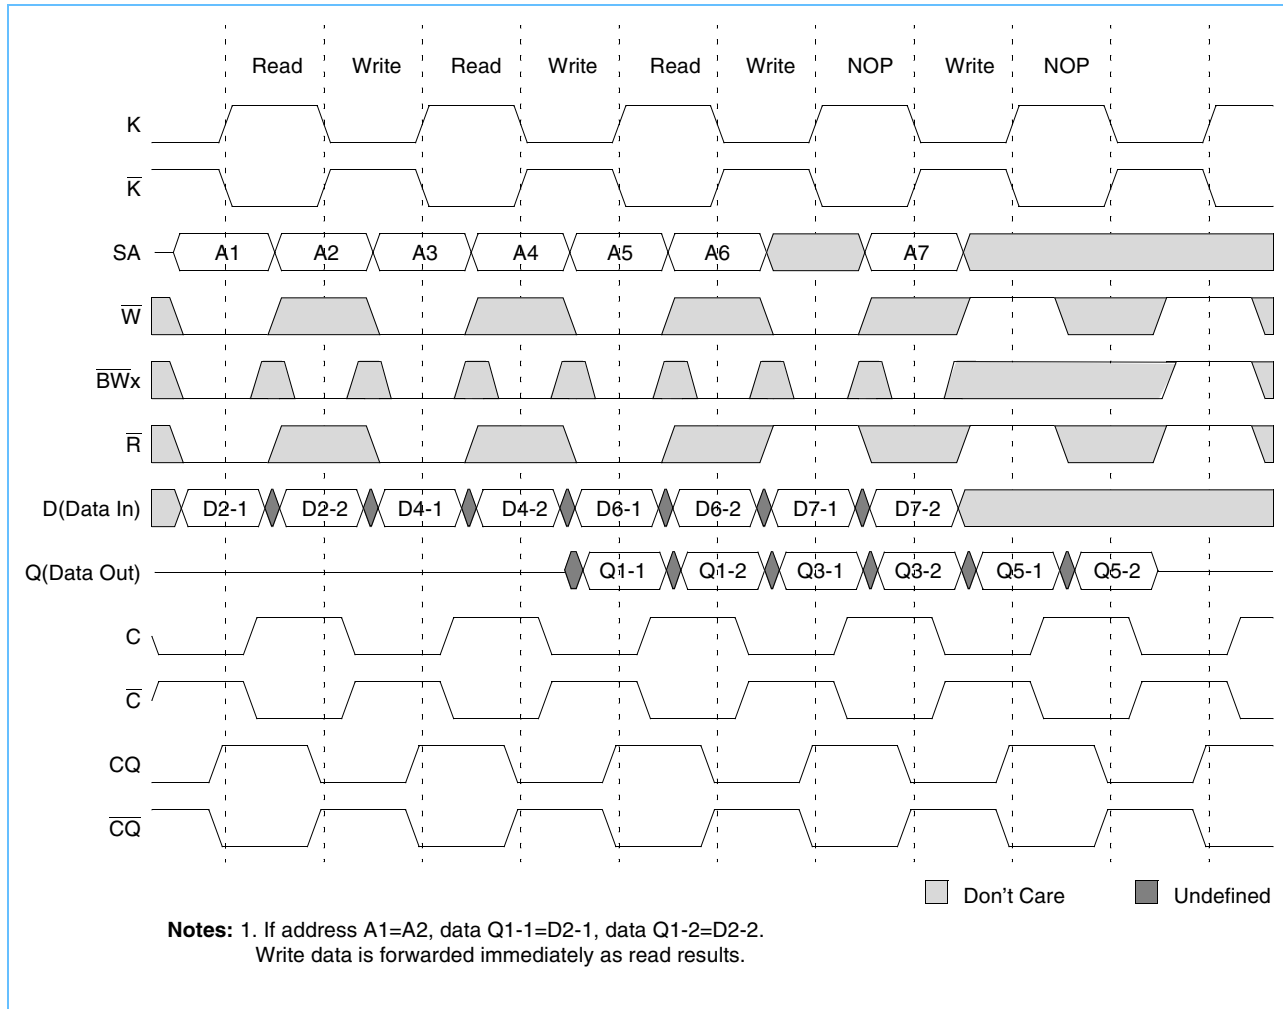 Read Write Read Write Read Write NOP Write NOP
K
K̅
SA A1 A2 A3 A4 A5 A6 A7
W̅
B̅W̅x
R̅
D(Data In) D2-1 D2-2 D4-1 D4-2 D6-1 D6-2 D7-1 D7-2
Q(Data Out) Q1-1 Q1-2 Q3-1 Q3-2 Q5-1 Q5-2
C
C̅
CQ
C̅Q̅
Don't Care Undefined
Notes: 1. If address A1=A2, data Q1-1=D2-1, data Q1-2=D2-2.
Write data is forwarded immediately as read results.